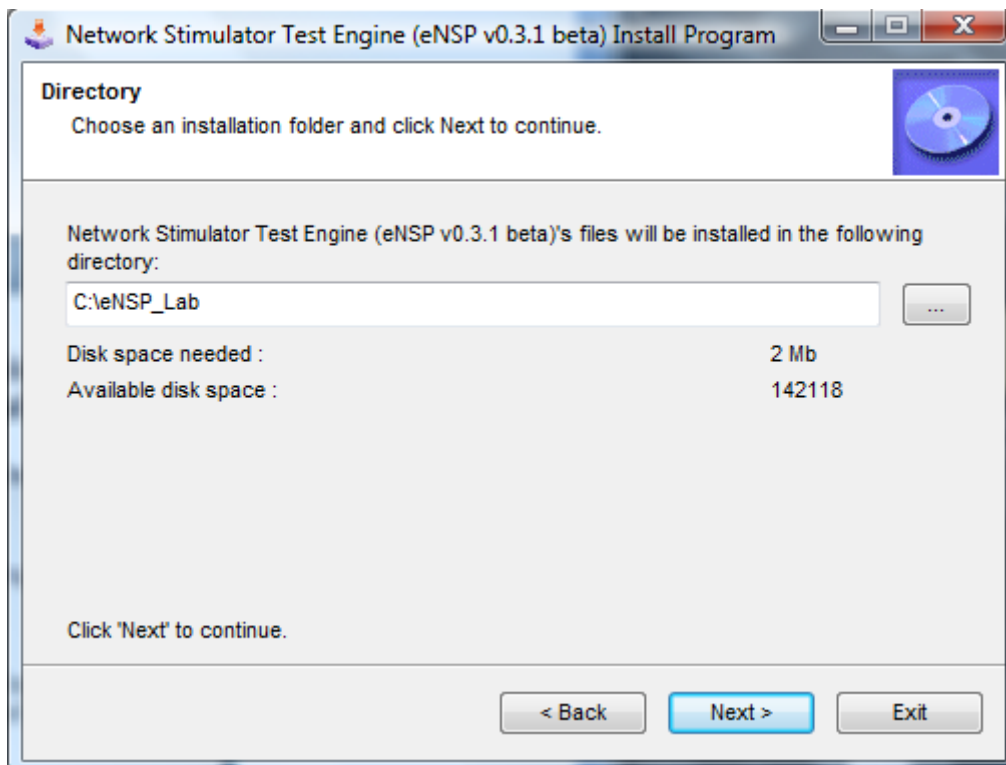 Network Stimulator Test Engine (eNSP v0.3.1 beta) Install Program
Directory
Choose an installation folder and click Next to continue.
Network Stimulator Test Engine (eNSP v0.3.1 beta)'s files will be installed in the following
directory:
C:\eNSP_Lab
...
Disk space needed : 2 Mb
Available disk space : 142118
Click 'Next' to continue.
< Back Next > Exit